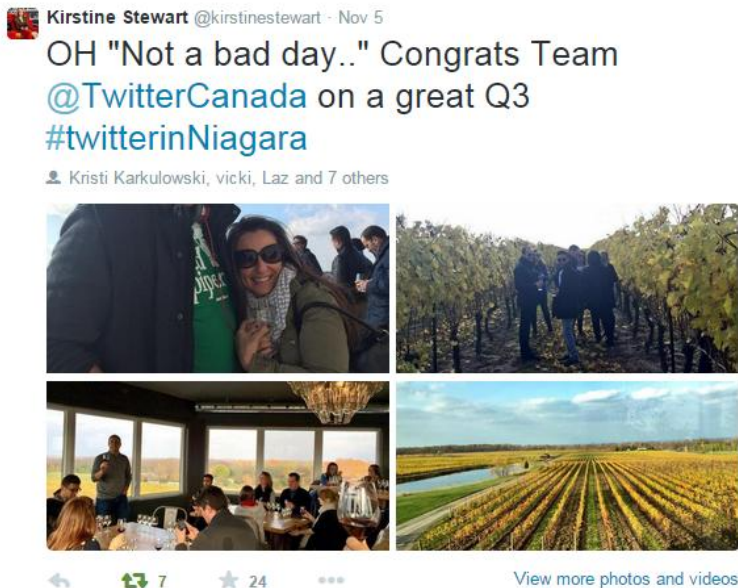 Kirstine Stewart @kirstinestewart · Nov 5
OH "Not a bad day.." Congrats Team
@TwitterCanada on a great Q3
#twitterinNiagara
Kristi Karkulowski, vicki, Laz and 7 others
7
24
View more photos and videos